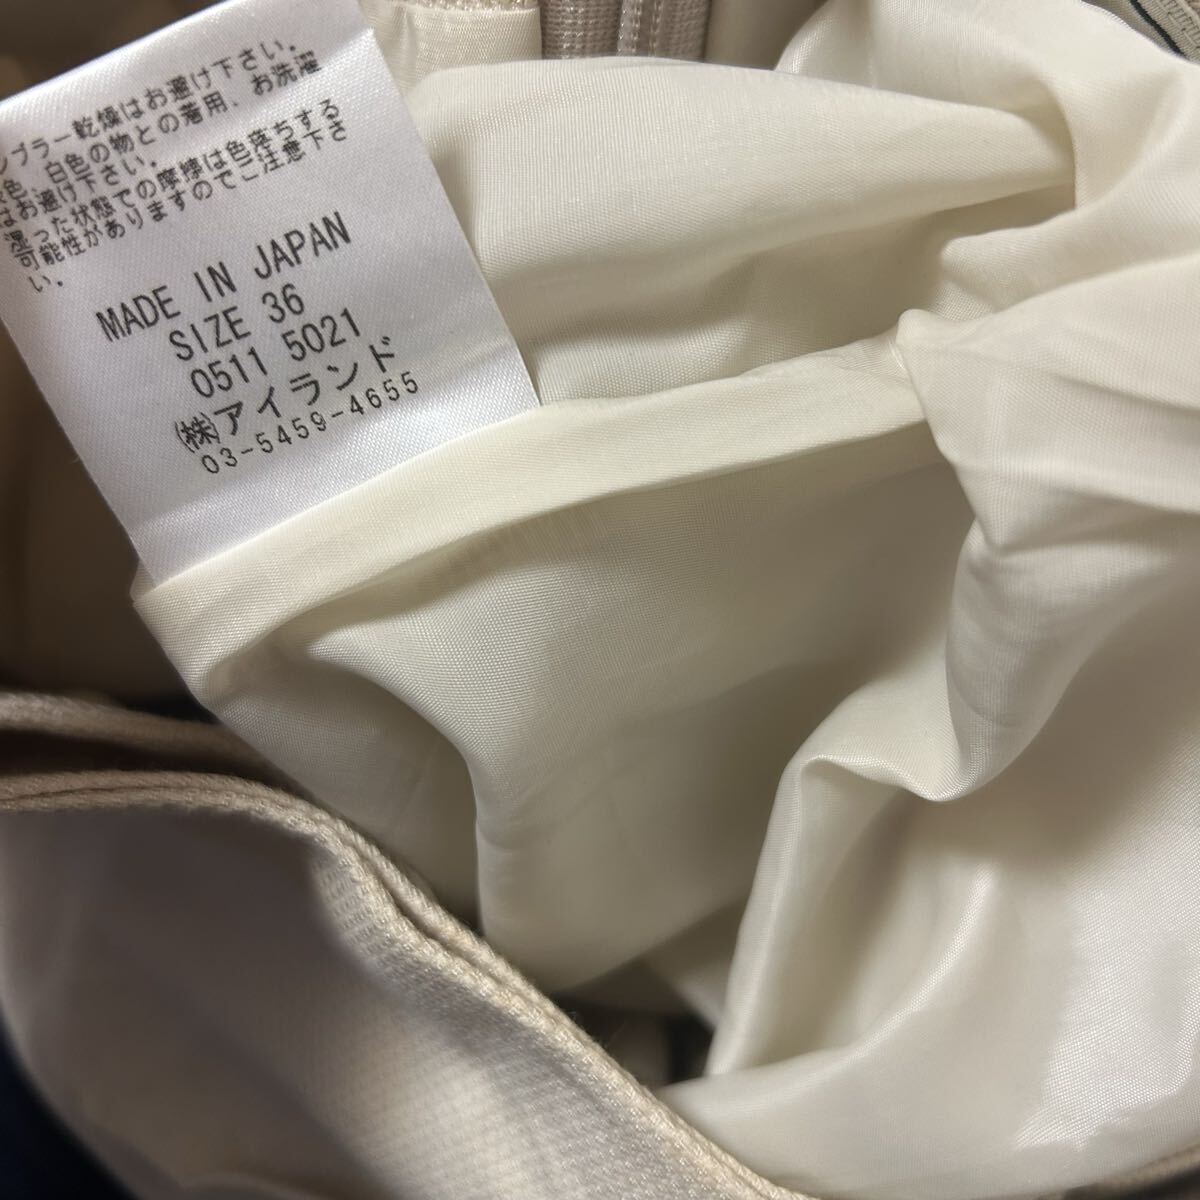 ンブラー乾燥はお避け下さい。
色、白色の物との着用、お洗濯
はお避け下さい。
濡った状態での摩擦は色落ちする
可能性がありますのでご注意下さ
い。
MADE IN JAPAN
SIZE 36
0511 5021
㈱アイランド
03-5459-4655